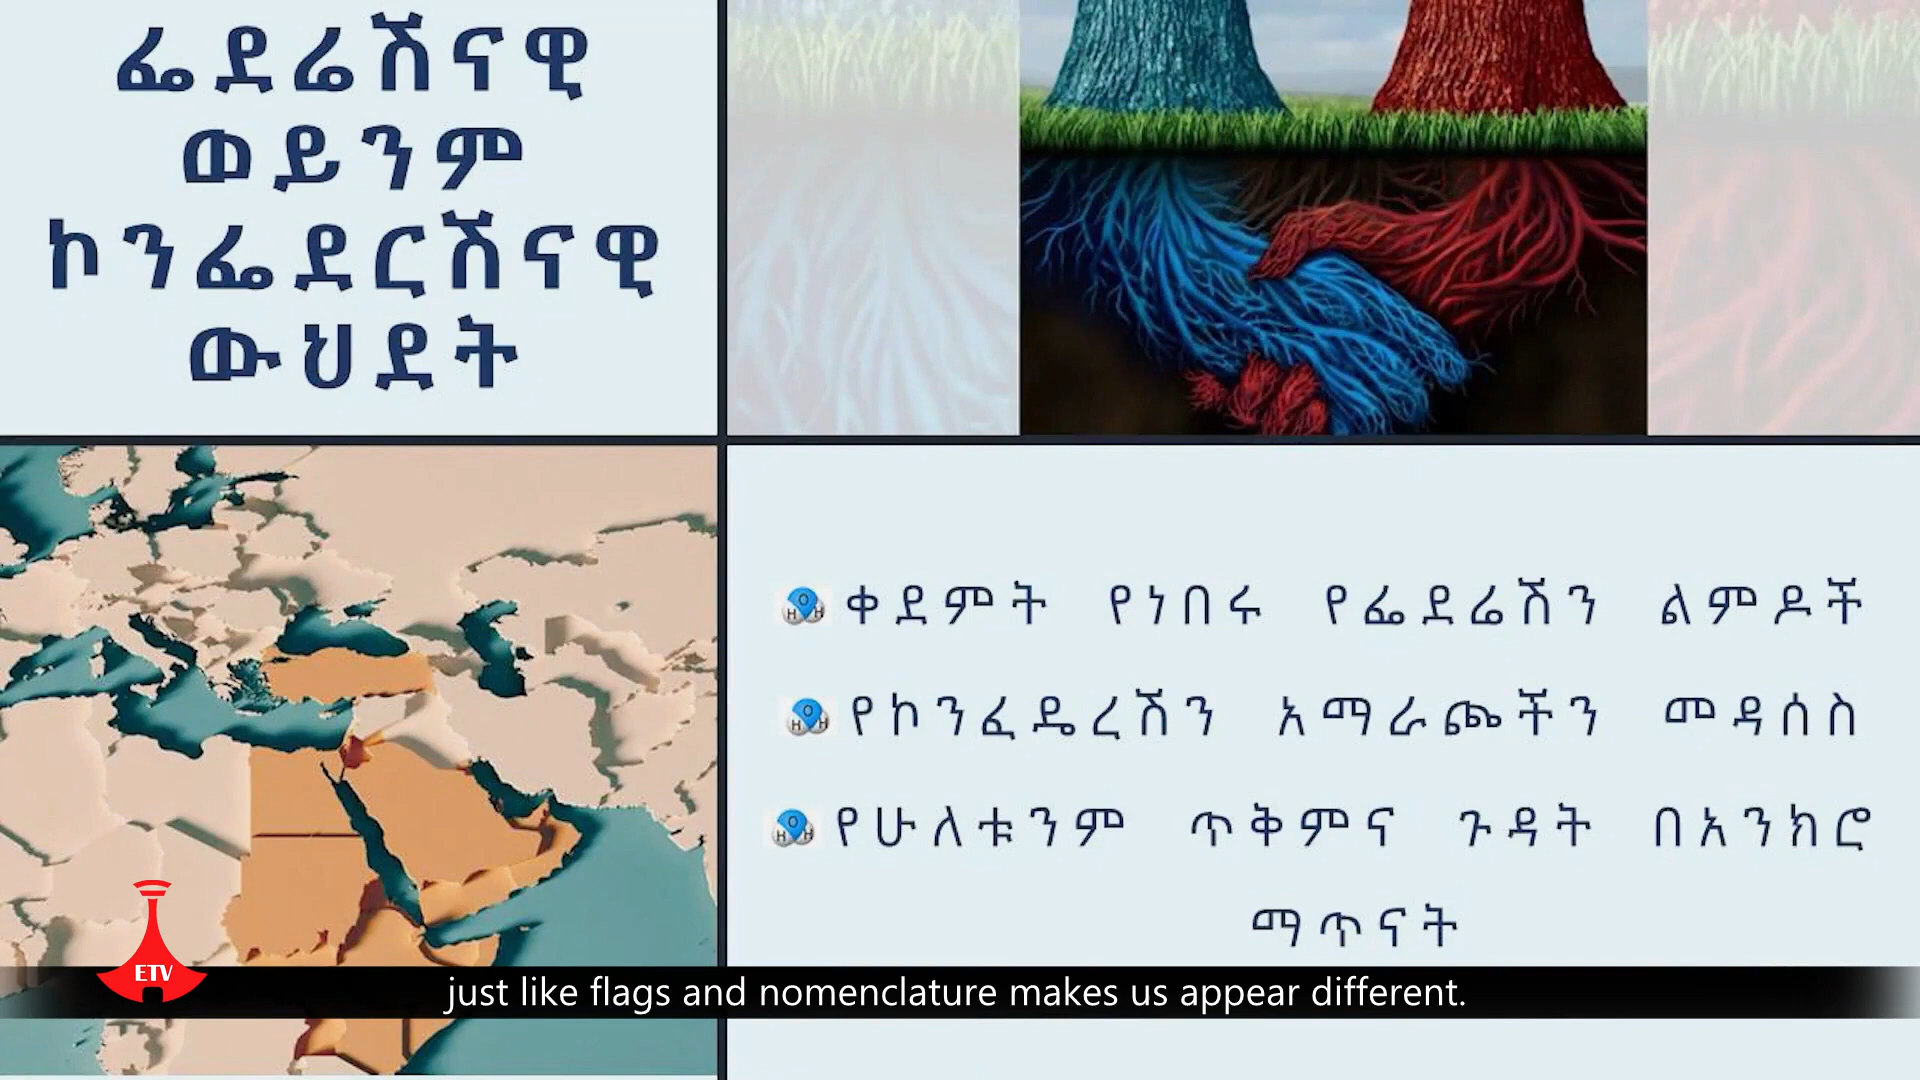 ፌደሬሽናዊ
ወይንም
ኮንፌደርሽናዊ
ውህደት
ቀደምት የነበሩ የፌደሬሽን ልምዶች
የኮንፈዴረሽን አማራጮችን መዳሰስ
የሁለቱንም ጥቅምና ጉዳት በአንክሮ
ማጥናት
ETV
just like flags and nomenclature makes us appear different.